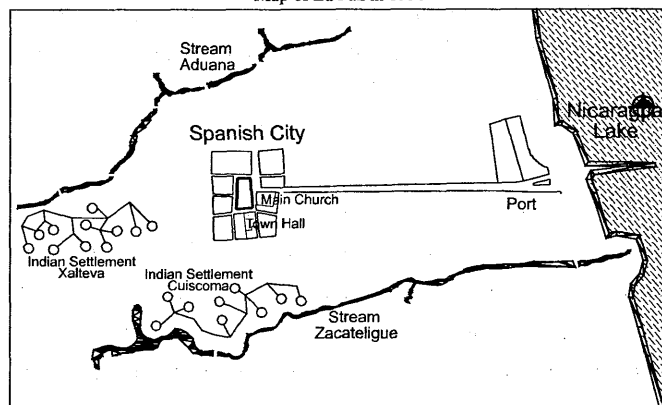 Stream
Aduana
Nicaragua
Lake
Spanish City
Main Church
Port
Town Hall
Indian Settlement
Xalteva
Indian Settlement
Cuiscoma
Stream
Zacateligue